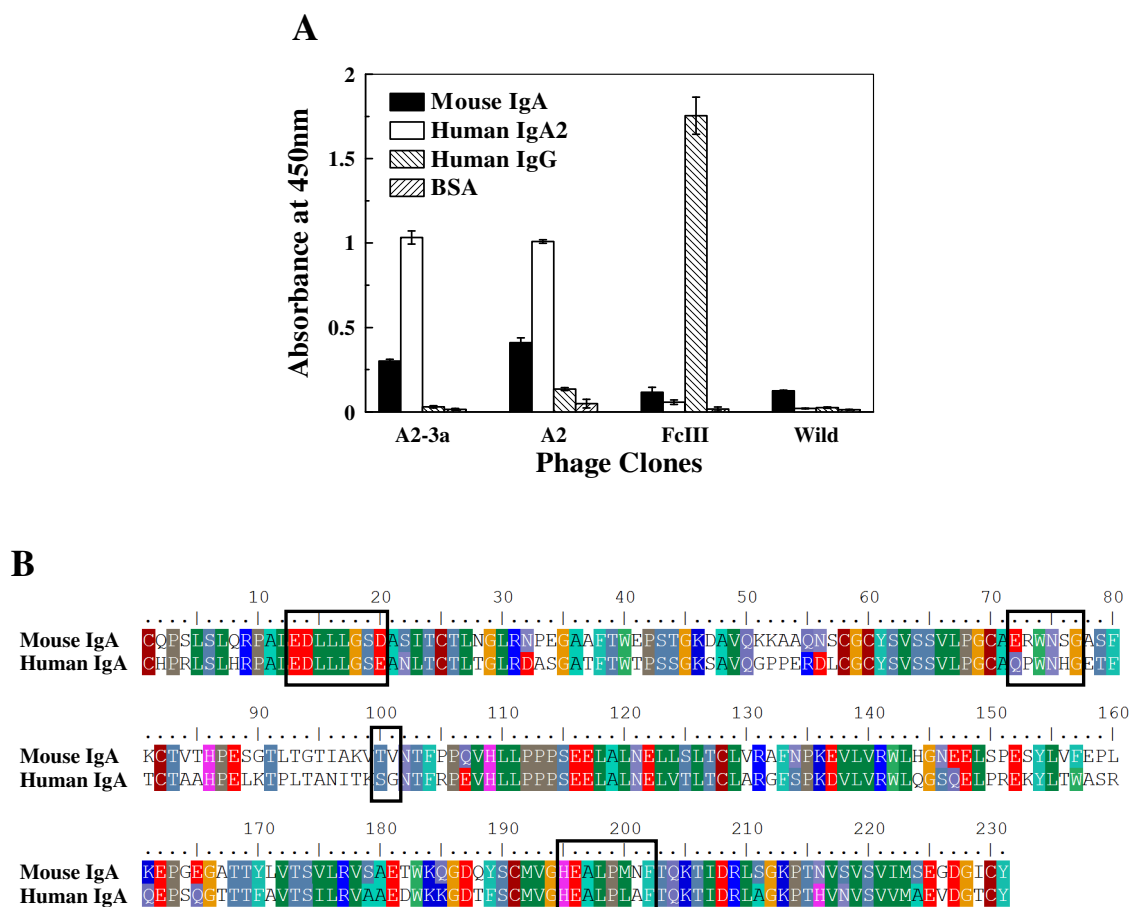 A
Absorbance at 450nm
2
1.5
1
0.5
0
Mouse IgA
Human IgA2
Human IgG
BSA
A2-3a A2 FcIII Wild
Phage Clones
B
10 20 30 40 50 60 70 80
Mouse IgA CQPSLSLQRPALEDLLLGSDASLTCTLNGLRNPEGAAFTWEPSTGKDAVQKKAAQNSCGCYSVSSVLPGCAERWNSGASF
Human IgA CHPRLSLHRPALEDLLLGSEANLTCTLTGLRDASGATFTWTPSSGKSAVQGPPERDLCGCYSVSSVLPGCAQPWNHGETF
90 100 110 120 130 140 150 160
Mouse IgA KCTVTHPESGTLTGTIAKVTVNTFPPQVHLLPPPSEELALNELLSLTCLVRAFNPKEVLVRWLHGNEELSPESYLVFEPL
Human IgA TCTAAHPELKTPLTANITKSGNTFRPEVHLLPPPSEELALNELVTLTCLARGFSPKDVLVRWLQGSQELPREKYLTWASR
170 180 190 200 210 220 230
Mouse IgA KEPGEGATTYLVTSVLRVSAETWKQGDQYSCMVGHEALPMNFTQKTIDRLSGKPTNVSVSVIMSEGDGICY
Human IgA QEPSQGTTTFAVTSILRVAAEDWKKGDTFSCMVGHEALPLAFTQKTIDRLAGKPTHVNVSVVMAEVDGTCY